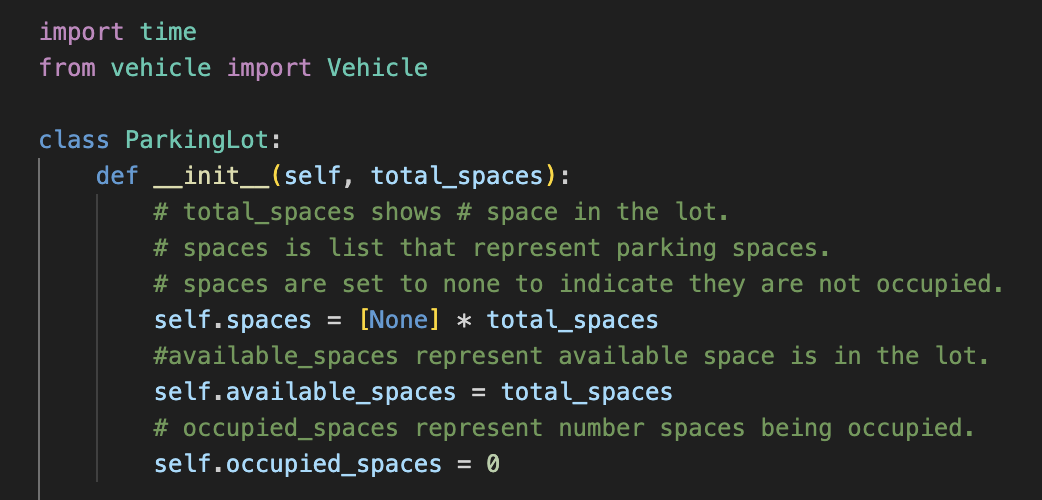 import time
from vehicle import Vehicle
class ParkingLot:
def __init__(self, total_spaces):
# total_spaces shows # space in the lot.
# spaces is list that represent parking spaces.
# spaces are set to none to indicate they are not occupied.
self.spaces = [None] * total_spaces
#available_spaces represent available space is in the lot.
self.available_spaces = total_spaces
# occupied_spaces represent number spaces being occupied.
self.occupied_spaces = 0